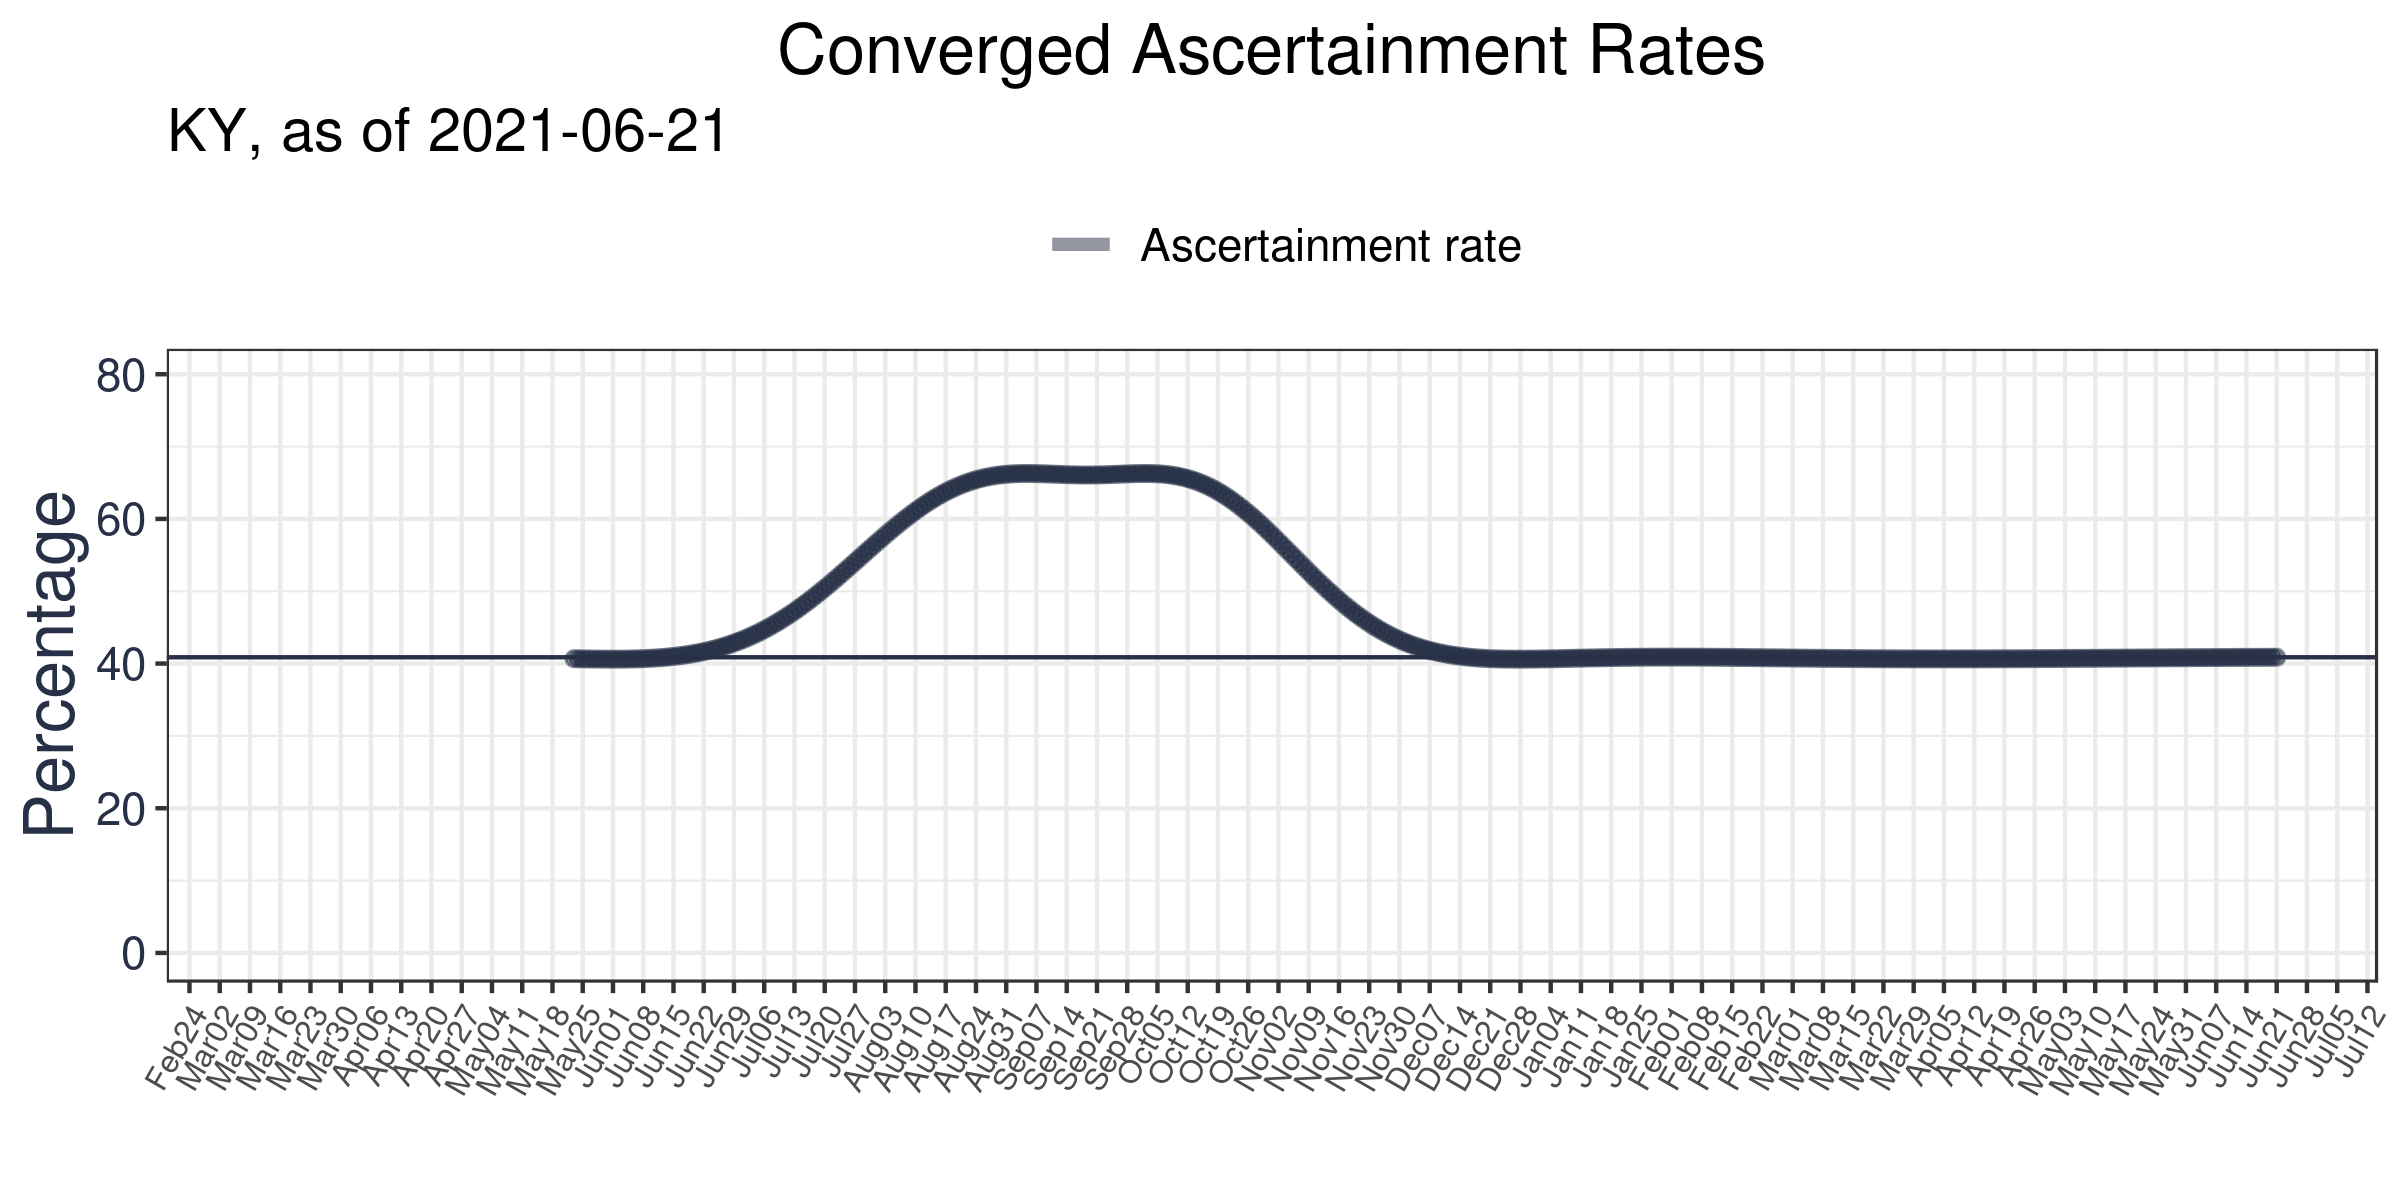 Converged Ascertainment Rates
KY, as of 2021-06-21
Ascertainment rate
Percentage
80
60
40
20
0
Feb24
Mar02
Mar09
Mar16
Mar23
Mar30
Apr06
Apr13
Apr20
Apr27
May04
May11
May18
May25
Jun01
Jun08
Jun15
Jun22
Jun29
Jul06
Jul13
Jul20
Jul27
Aug03
Aug10
Aug17
Aug24
Aug31
Sep07
Sep14
Sep21
Sep28
Oct05
Oct12
Oct19
Oct26
Nov02
Nov09
Nov16
Nov23
Nov30
Dec07
Dec14
Dec21
Dec28
Jan04
Jan11
Jan18
Jan25
Feb01
Feb08
Feb15
Feb22
Mar01
Mar08
Mar15
Mar22
Mar29
Apr05
Apr12
Apr19
Apr26
May03
May10
May17
May24
May31
Jun07
Jun14
Jun21
Jun28
Jul05
Jul12